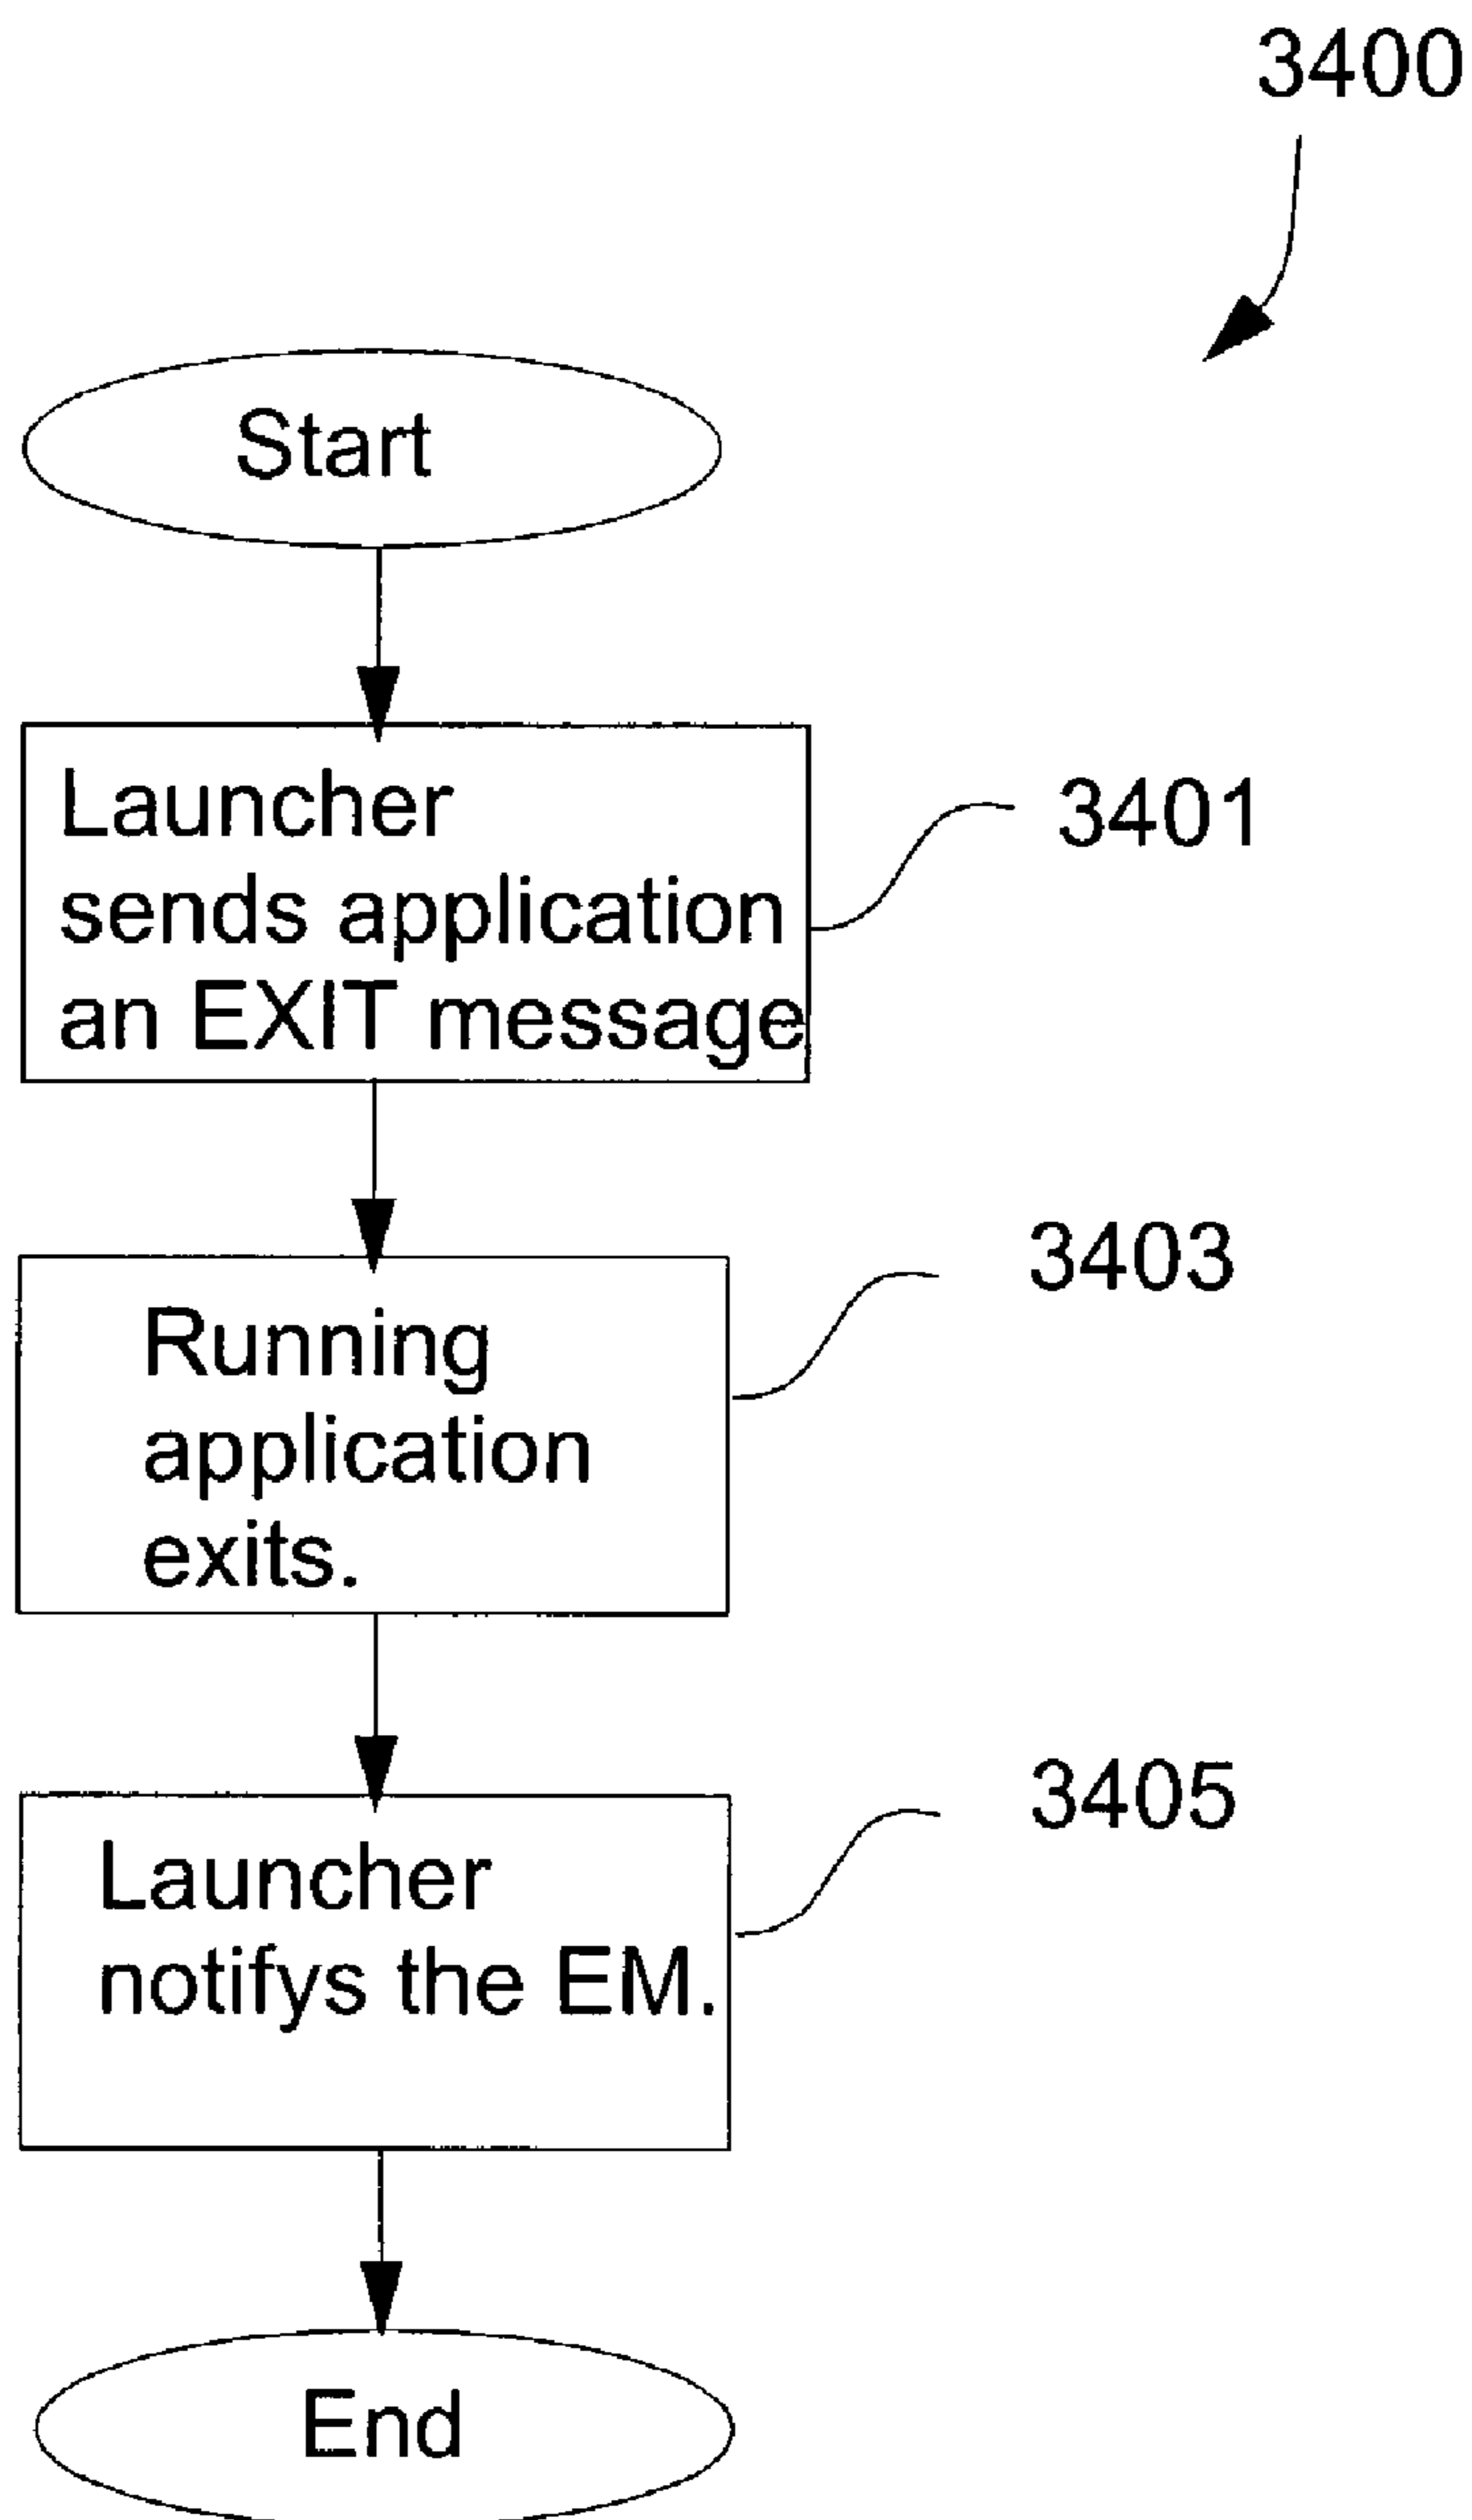 3400
Start
Launcher
sends application
an EXIT message
3401
Running
application
exits.
3403
Launcher
notifys the EM.
3405
End